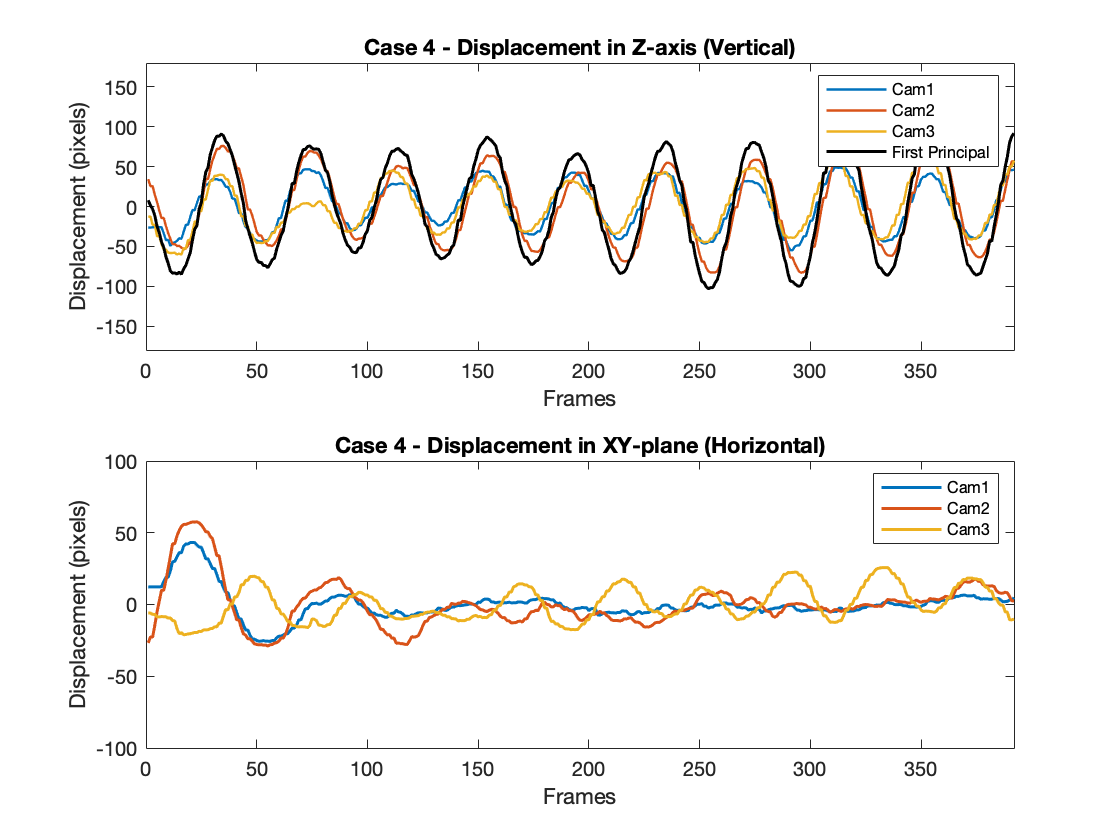 Case 4 - Displacement in Z-axis (Vertical)
Displacement (pixels)
150
100
50
0
-50
-100
-150
Cam1
Cam2
Cam3
First Principal
0 50 100 150 200 250 300 350
Frames
Case 4 - Displacement in XY-plane (Horizontal)
Displacement (pixels)
100
50
0
-50
-100
Cam1
Cam2
Cam3
0 50 100 150 200 250 300 350
Frames